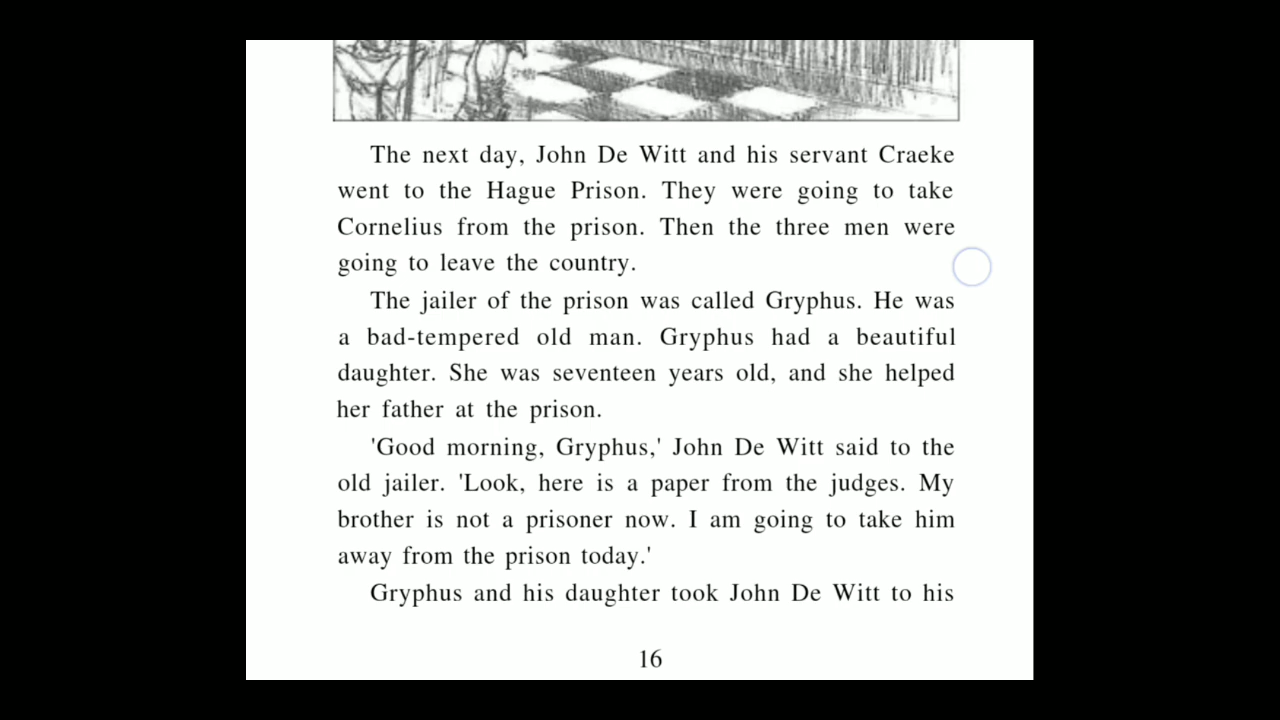 The next day, John De Witt and his servant Craeke
went to the Hague Prison. They were going to take
Cornelius from the prison. Then the three men were
going to leave the country.
The jailer of the prison was called Gryphus. He was
a bad-tempered old man. Gryphus had a beautiful
daughter. She was seventeen years old, and she helped
her father at the prison.
'Good morning, Gryphus,' John De Witt said to the
old jailer. 'Look, here is a paper from the judges. My
brother is not a prisoner now. I am going to take him
away from the prison today.'
Gryphus and his daughter took John De Witt to his
16